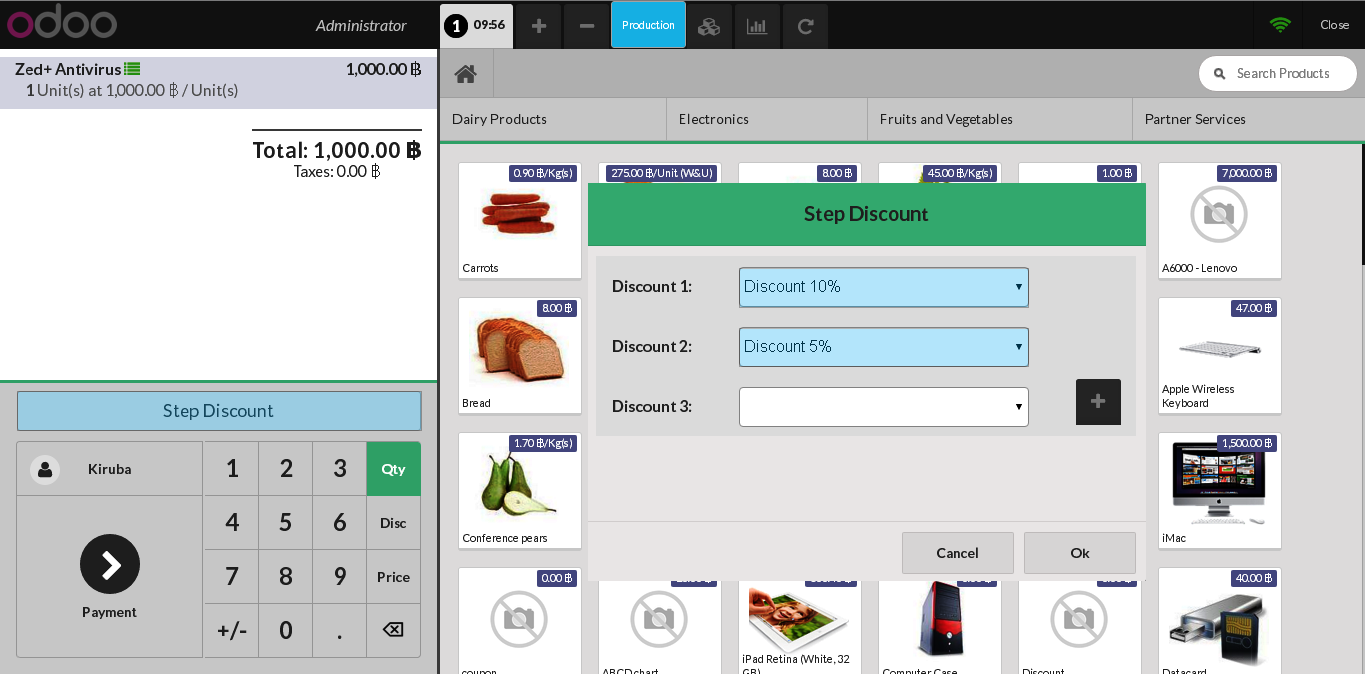 odoo
Administrator
1 09:56
Production
Close
Zed+ Antivirus 1,000.00 ฿
1 Unit(s) at 1,000.00 ฿ / Unit(s)
Total: 1,000.00 ฿
Taxes: 0.00 ฿
Search Products
Dairy Products
Electronics
Fruits and Vegetables
Partner Services
0.90 ฿/Kg(s)
Carrots
275.00 ฿/Unit (W&U)
8.00 ฿
45.00 ฿/Kg(s)
1.00 ฿
7,000.00 ฿
A6000 - Lenovo
8.00 ฿
Bread
47.00 ฿
Apple Wireless
Keyboard
1.70 ฿/Kg(s)
Conference pears
1,500.00 ฿
iMac
Step Discount
Discount 1: Discount 10%
Discount 2: Discount 5%
Discount 3:
+
Cancel
Ok
0.00 ฿
coupon
ABCD chart
iPad Retina (White, 32
GB)
Computer Case
Discount
40.00 ฿
Datacard
Step Discount
Kiruba
Payment
1 2 3 Qty
4 5 6 Disc
7 8 9 Price
+/- 0 .